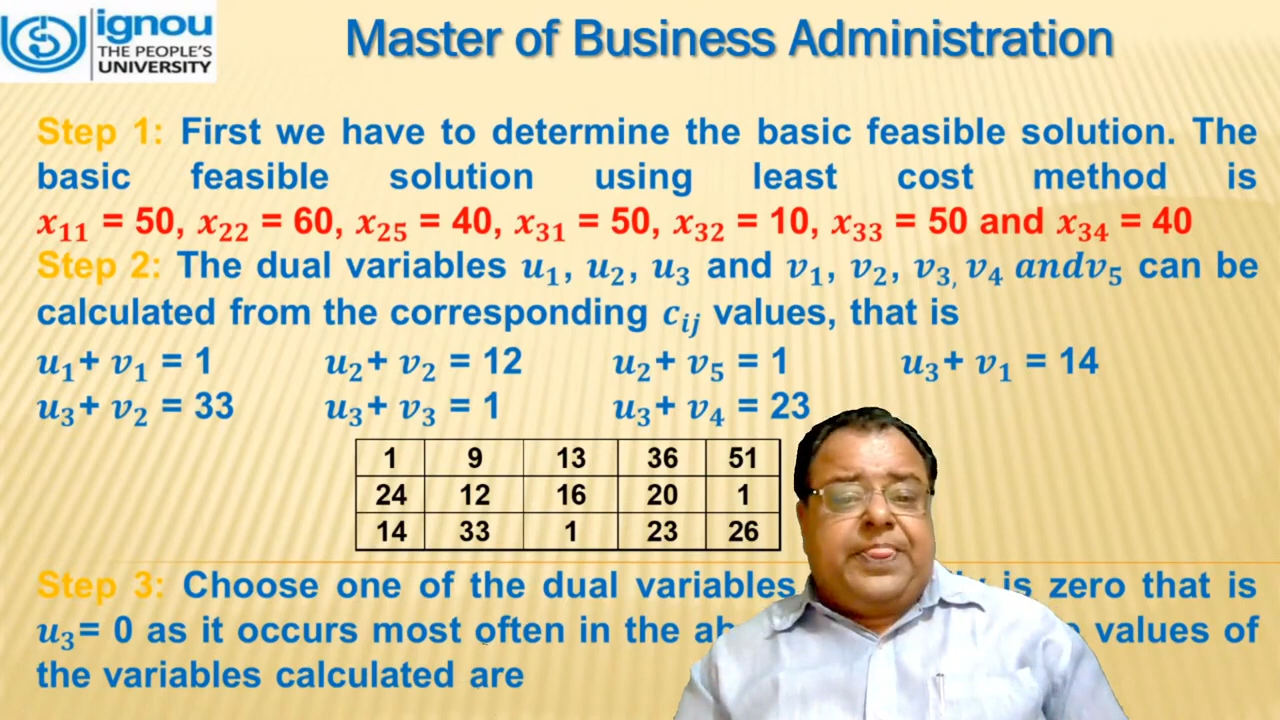 ignou
THE PEOPLE'S
UNIVERSITY
Master of Business Administration
Step 1: First we have to determine the basic feasible solution. The
basic feasible solution using least cost method is
x₁₁ = 50, x₂₂ = 60, x₂₅ = 40, x₃₁ = 50, x₃₂ = 10, x₃₃ = 50 and x₃₄ = 40
Step 2: The dual variables u₁, u₂, u₃ and v₁, v₂, v₃, v₄ andv₅ can be
calculated from the corresponding cᵢⱼ values, that is
u₁+ v₁ = 1 u₂+ v₂ = 12 u₂+ v₅ = 1 u₃+ v₁ = 14
u₃+ v₂ = 33 u₃+ v₃ = 1 u₃+ v₄ = 23
1 9 13 36 51
24 12 16 20 1
14 33 1 23 26
Step 3: Choose one of the dual variables is zero that is
u₃= 0 as it occurs most often in the values of
the variables calculated are